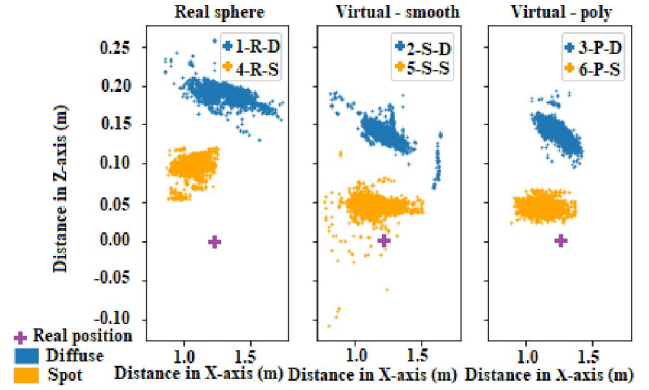 Real sphere
Virtual - smooth
Virtual - poly
1-R-D
4-R-S
2-S-D
5-S-S
3-P-D
6-P-S
Distance in Z-axis (m)
0.25
0.20
0.15
0.10
0.05
0.00
-0.05
-0.10
1.0 1.5
1.0 1.5
1.0 1.5
Real position
Diffuse
Spot
Distance in X-axis (m)
Distance in X-axis (m)
Distance in X-axis (m)